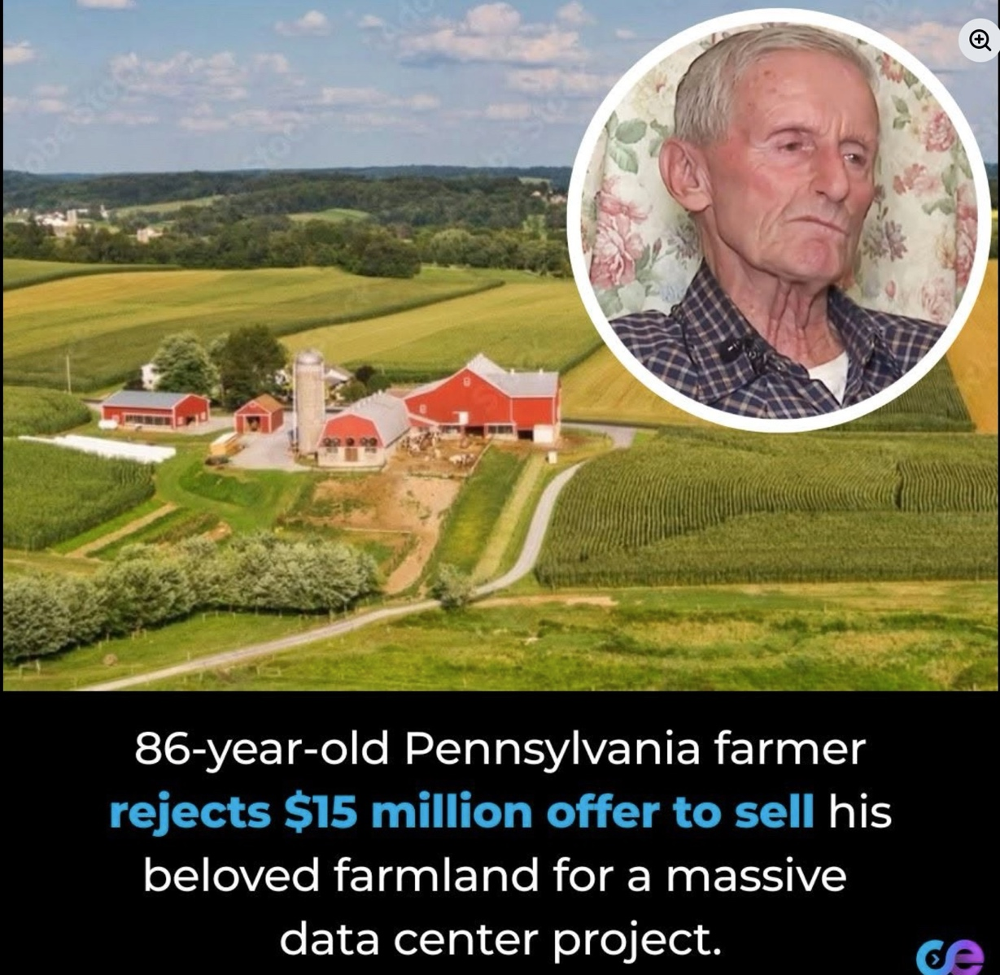 86-year-old Pennsylvania farmer
rejects $15 million offer to sell his
beloved farmland for a massive
data center project.